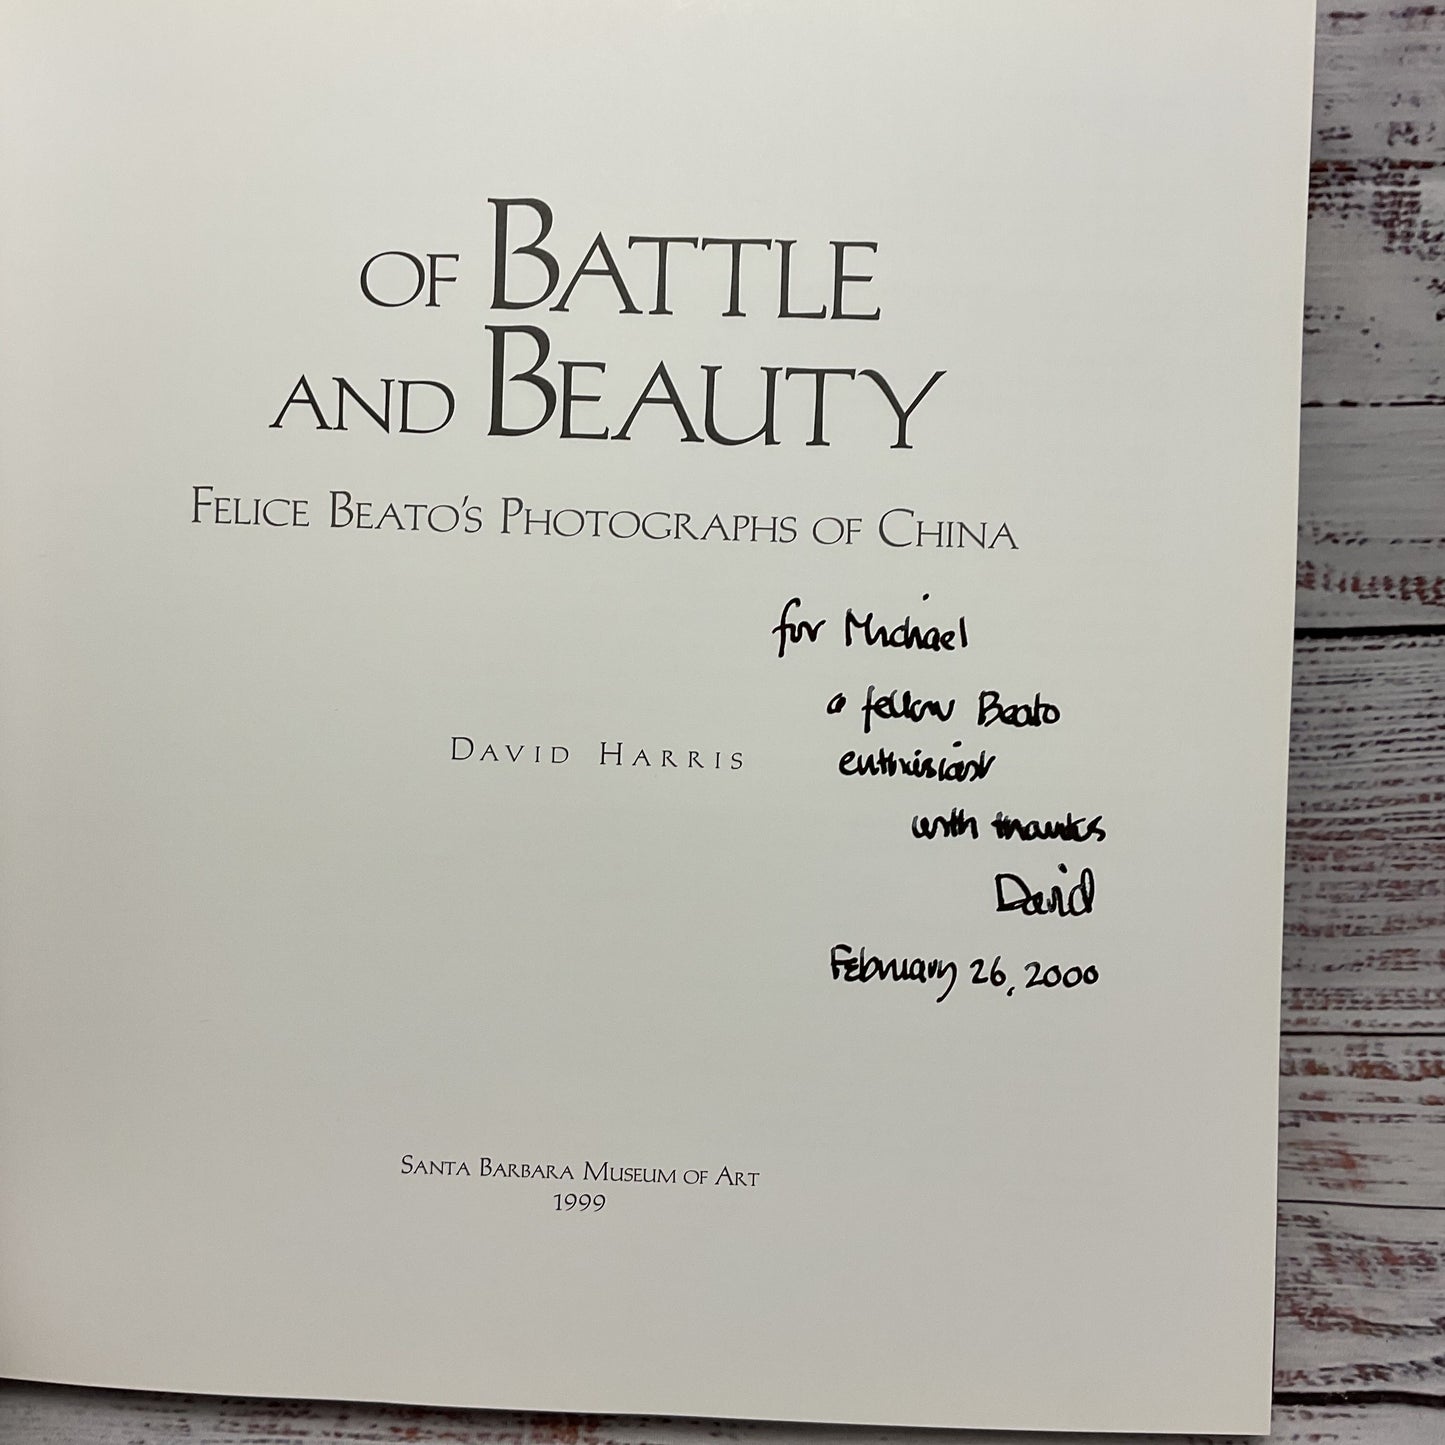 OF BATTLE
AND BEAUTY
FELICE BEATO'S PHOTOGRAPHS OF CHINA
for Michael
a fellow Beato
DAVID HARRIS
enthusiast
with thanks
David
February 26, 2000
SANTA BARBARA MUSEUM OF ART
1999